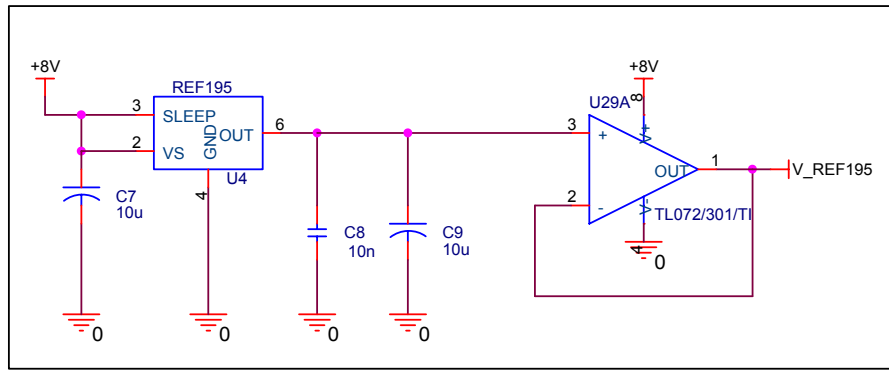 +8V
REF195
3
SLEEP
2
VS
GND
OUT
6
4
U4
C7
10u
C8
10n
C9
10u
0
0
0
0
+8V
8
U29A
V+
3
+
OUT
1
V_REF195
2
-
V-
TL072/301/TI
4
0